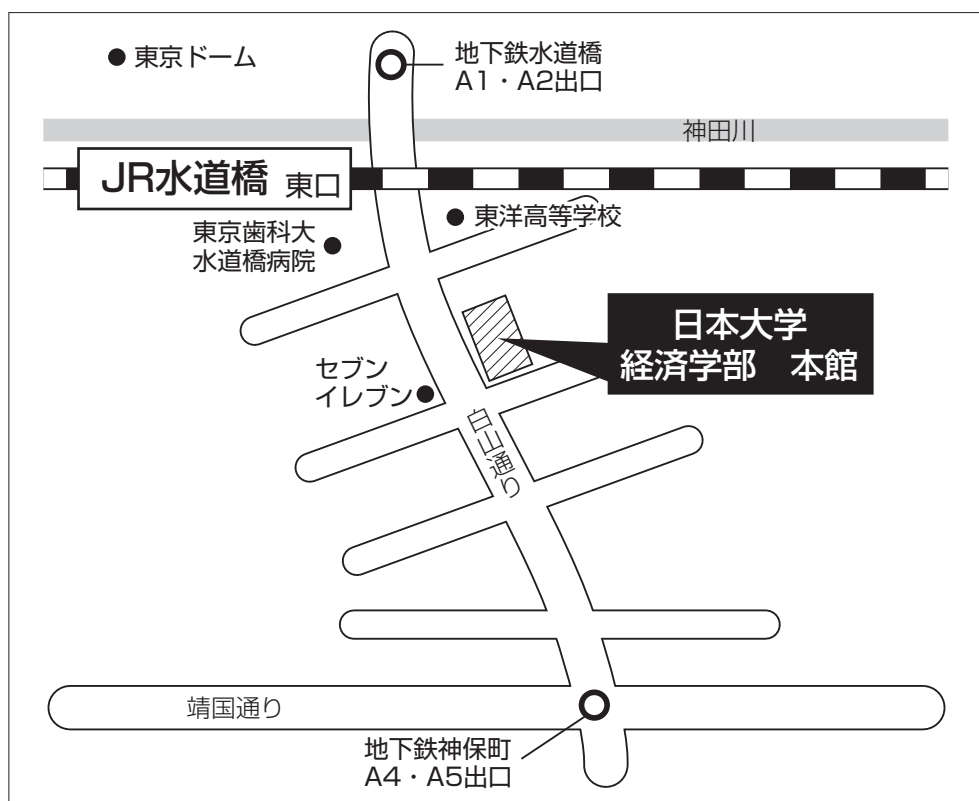 東京ドーム
地下鉄水道橋
A1・A2出口
神田川
JR水道橋 東口
東洋高等学校
東京歯科大
水道橋病院
日本大学
経済学部　本館
セブン
イレブン
白山通り
靖国通り
地下鉄神保町
A4・A5出口